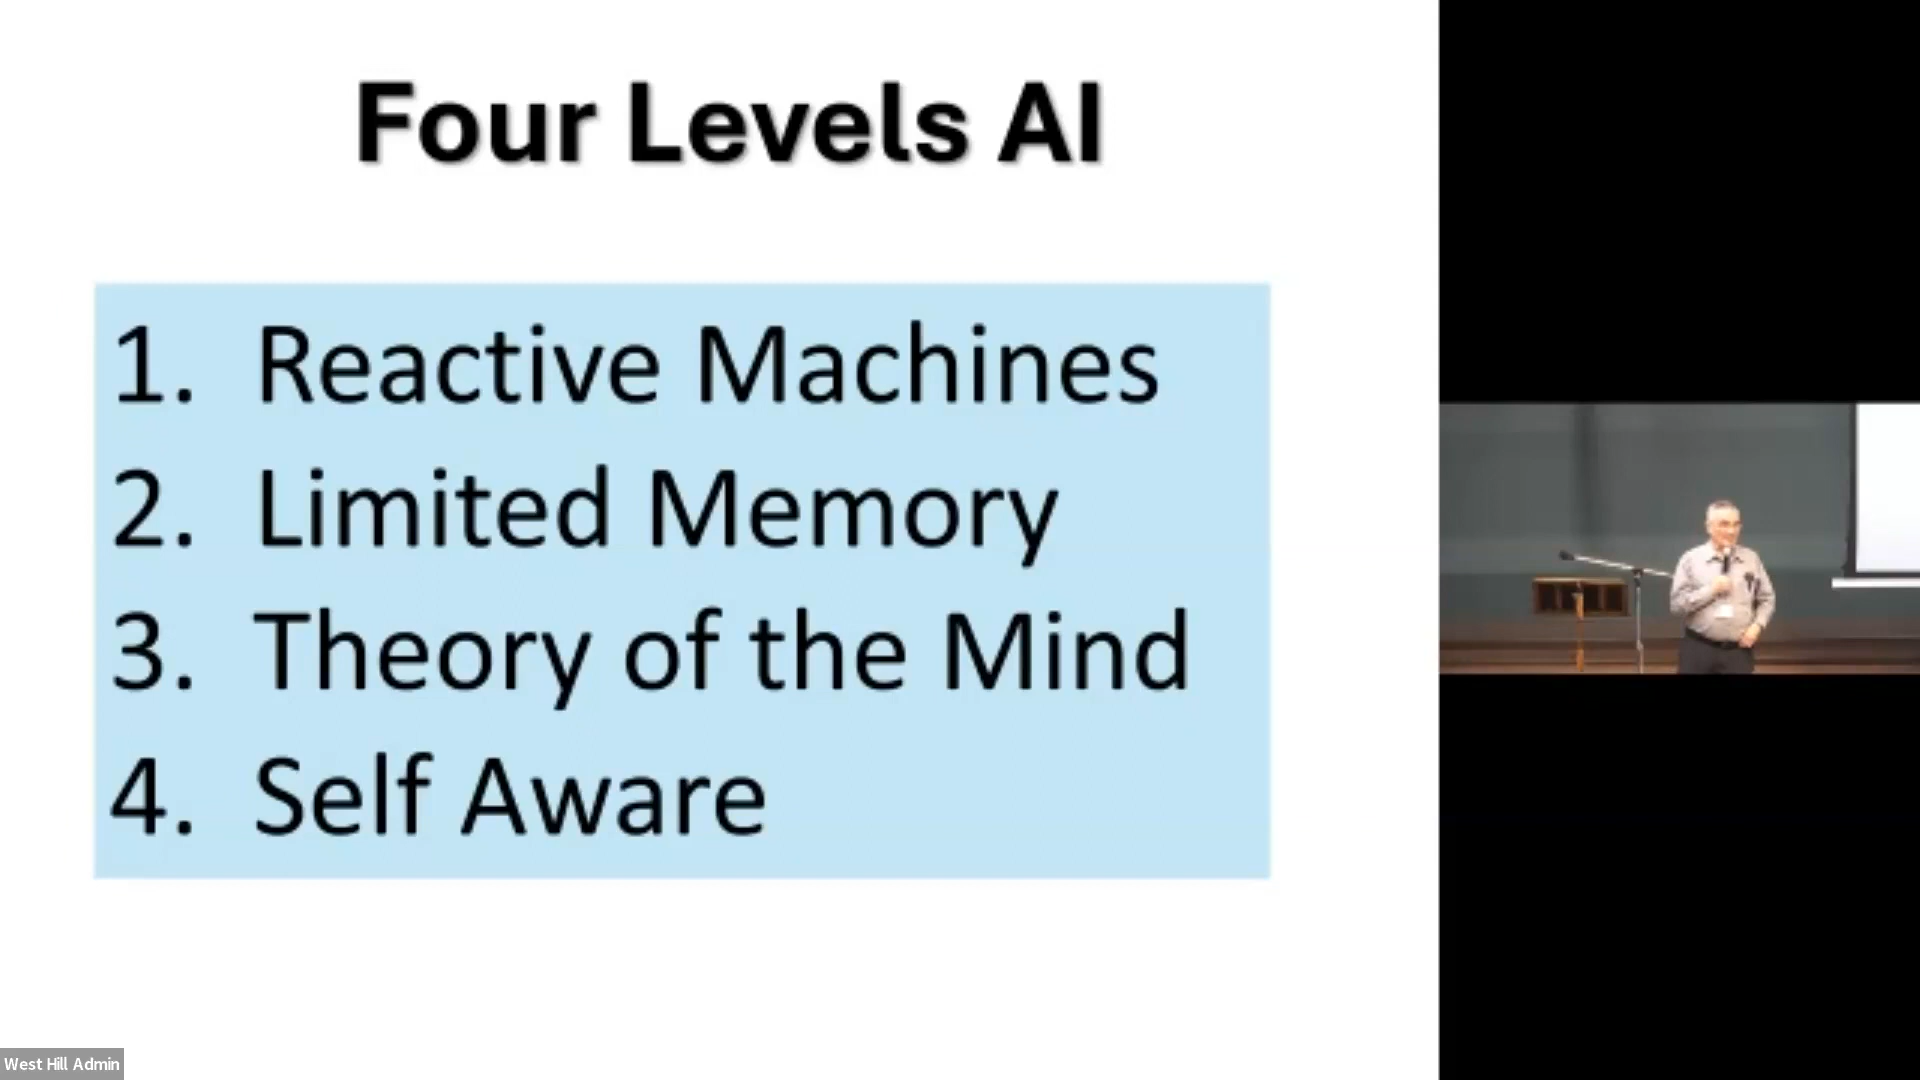 Four Levels AI
1. Reactive Machines
2. Limited Memory
3. Theory of the Mind
4. Self Aware
West Hill Admin